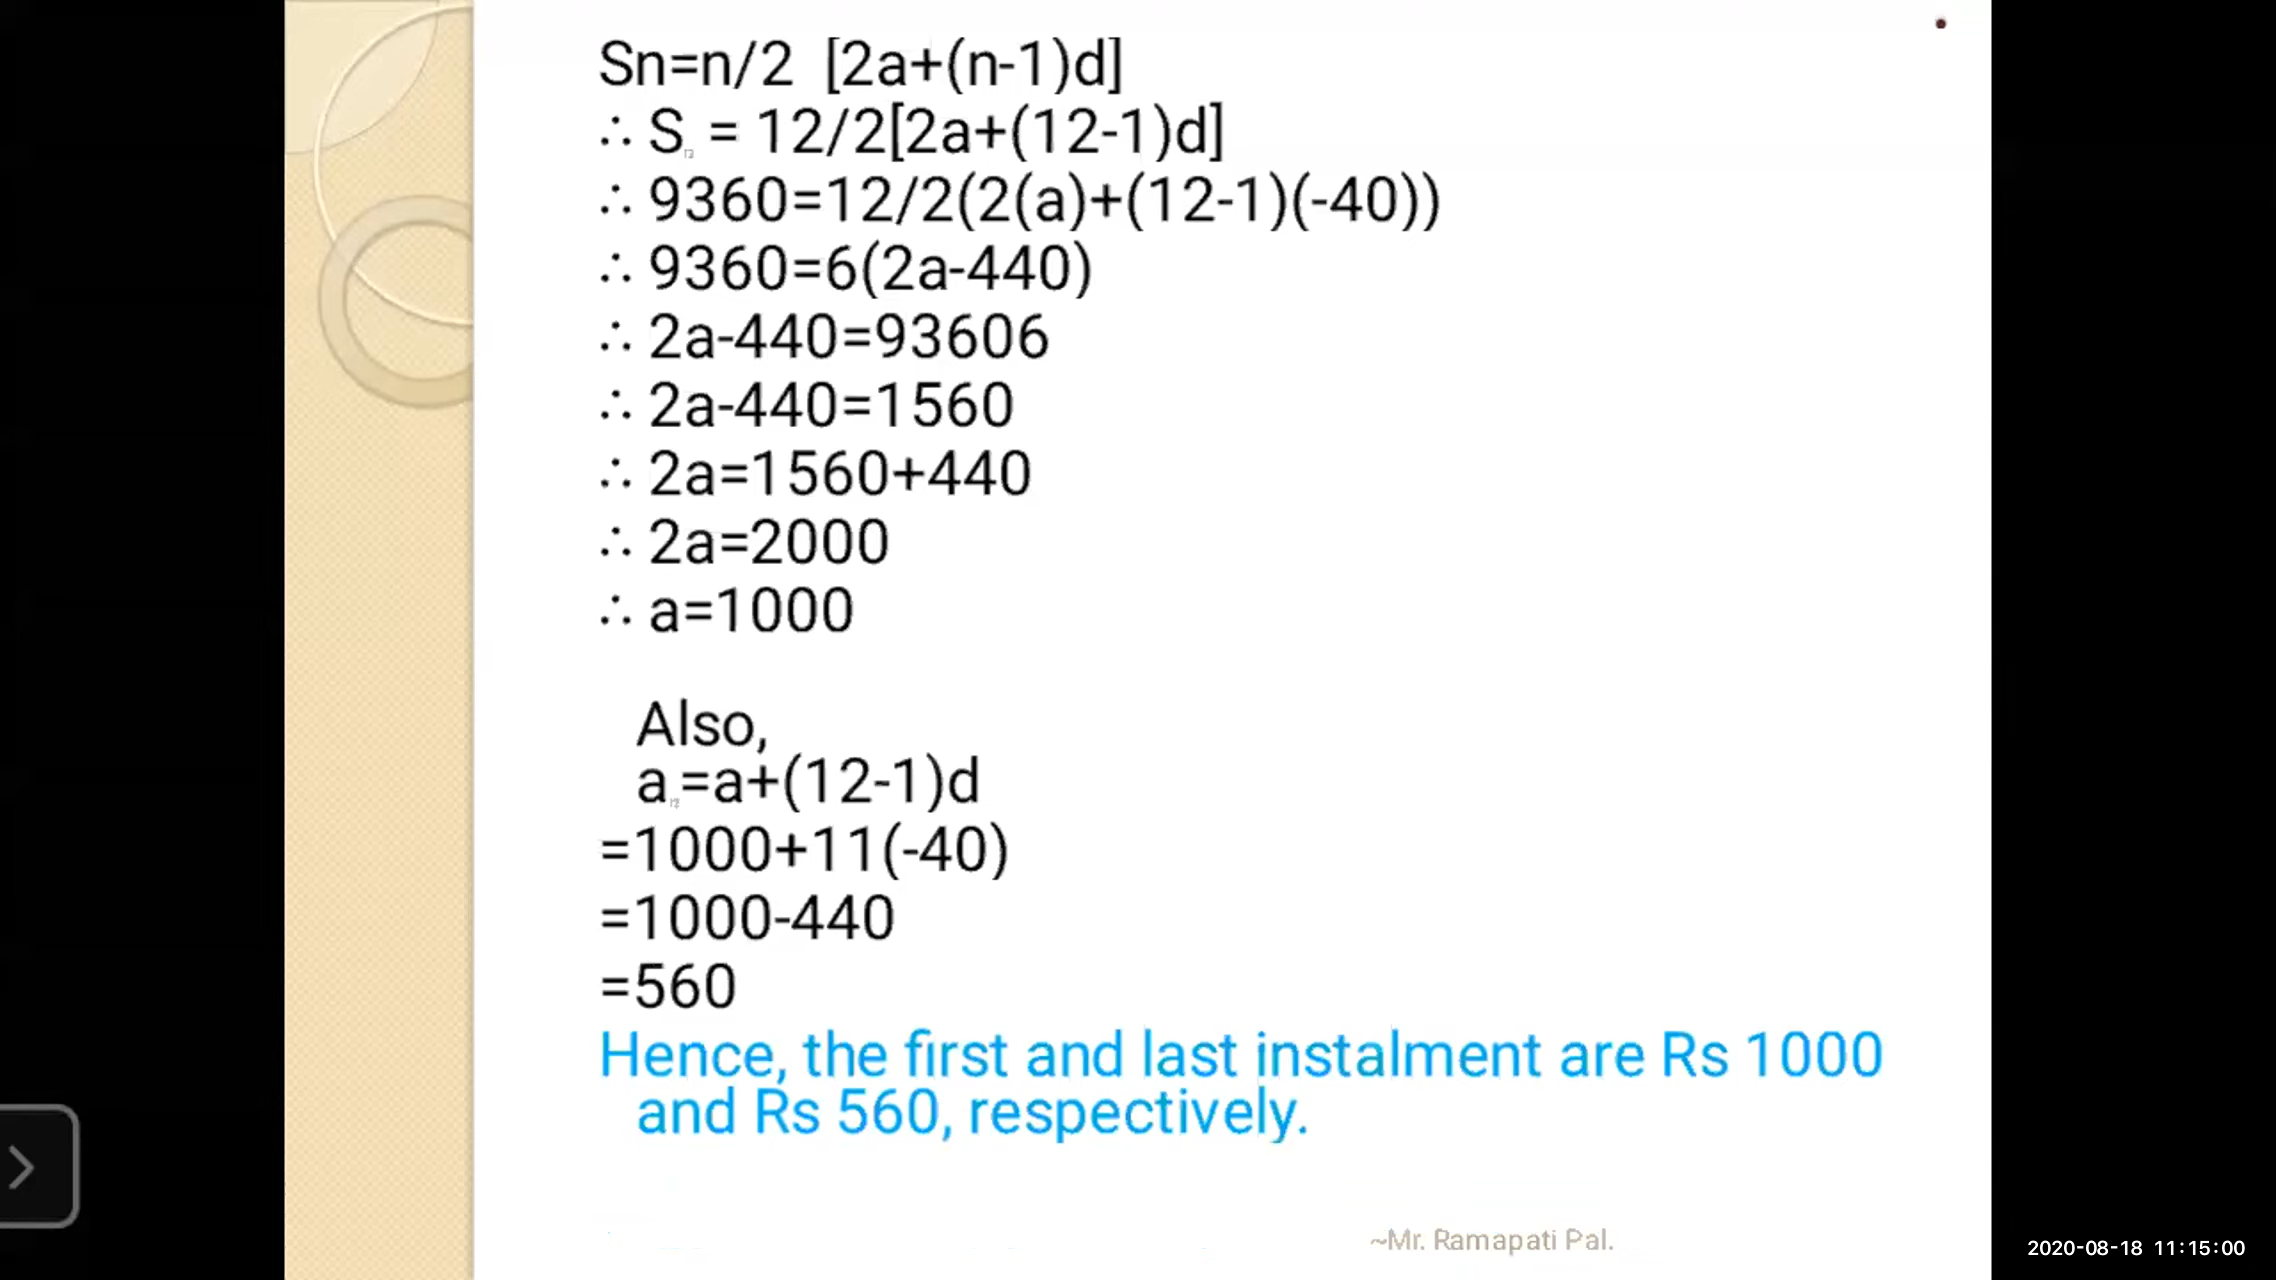 Sn=n/2 [2a+(n-1)d]
∴ S₁₂ = 12/2[2a+(12-1)d]
∴ 9360=12/2(2(a)+(12-1)(-40))
∴ 9360=6(2a-440)
∴ 2a-440=93606
∴ 2a-440=1560
∴ 2a=1560+440
∴ 2a=2000
∴ a=1000
Also,
a₁₂=a+(12-1)d
=1000+11(-40)
=1000-440
=560
Hence, the first and last instalment are Rs 1000
and Rs 560, respectively.
~Mr. Ramapati Pal.
2020-08-18 11:15:00